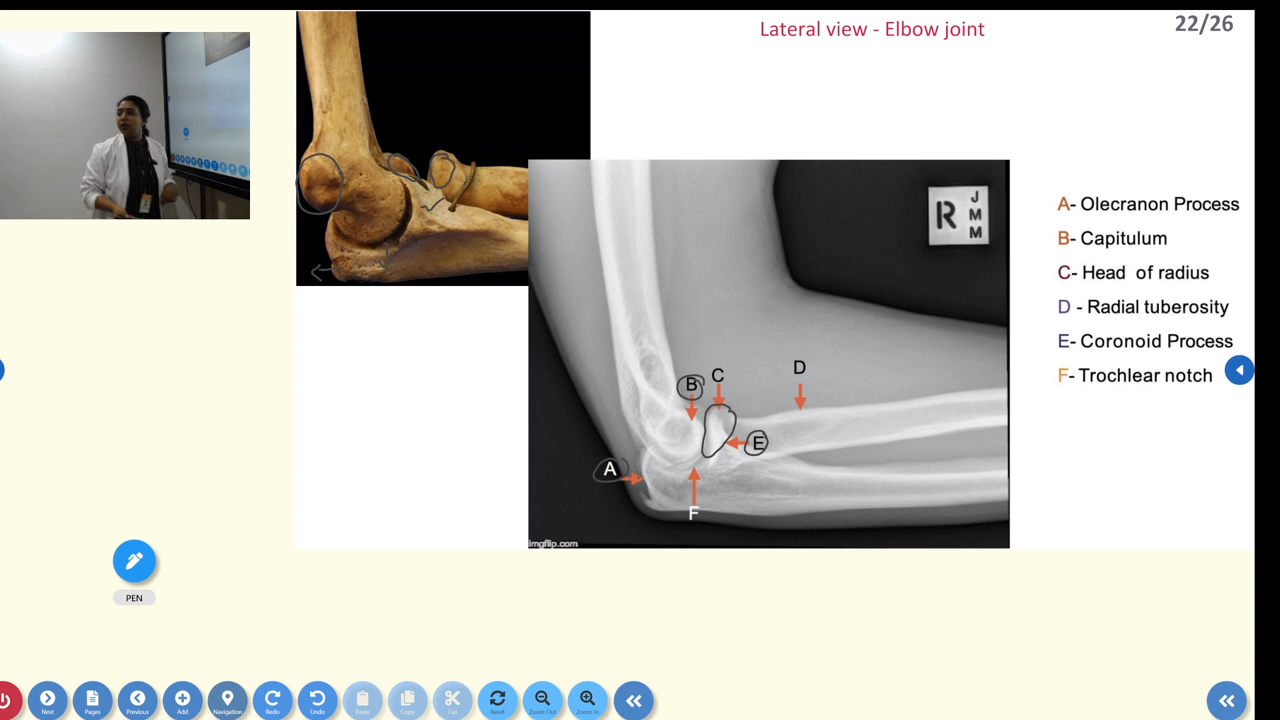 Lateral view - Elbow joint
22/26
R
J
M
M
A- Olecranon Process
B- Capitulum
C- Head of radius
D - Radial tuberosity
E- Coronoid Process
F- Trochlear notch
D
C
B
E
A
F
imgflip.com
PEN
Next
Pages
Previous
Add
Navigation
Redo
Undo
Paste
Copy
Cut
Reset
Zoom Out
Zoom In